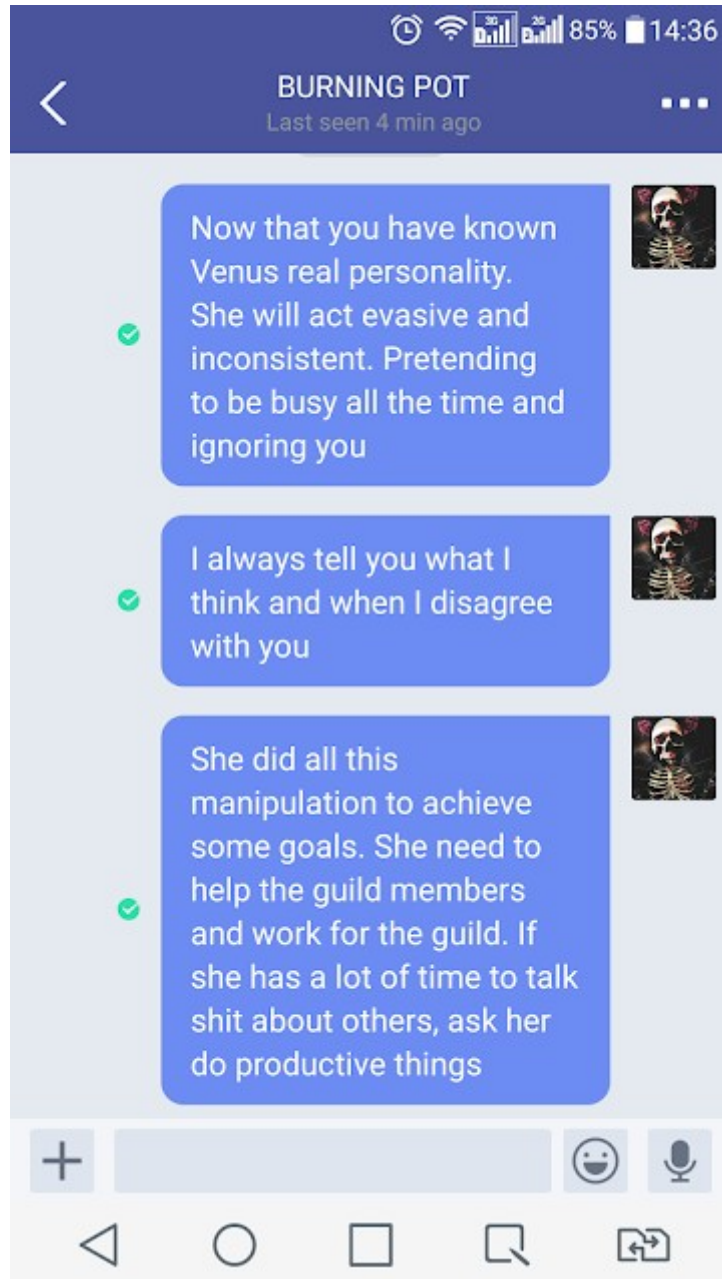 85% 14:36
BURNING POT
Last seen 4 min ago
Now that you have known
Venus real personality.
She will act evasive and
inconsistent. Pretending
to be busy all the time and
ignoring you
I always tell you what I
think and when I disagree
with you
She did all this
manipulation to achieve
some goals. She need to
help the guild members
and work for the guild. If
she has a lot of time to talk
shit about others, ask her
do productive things